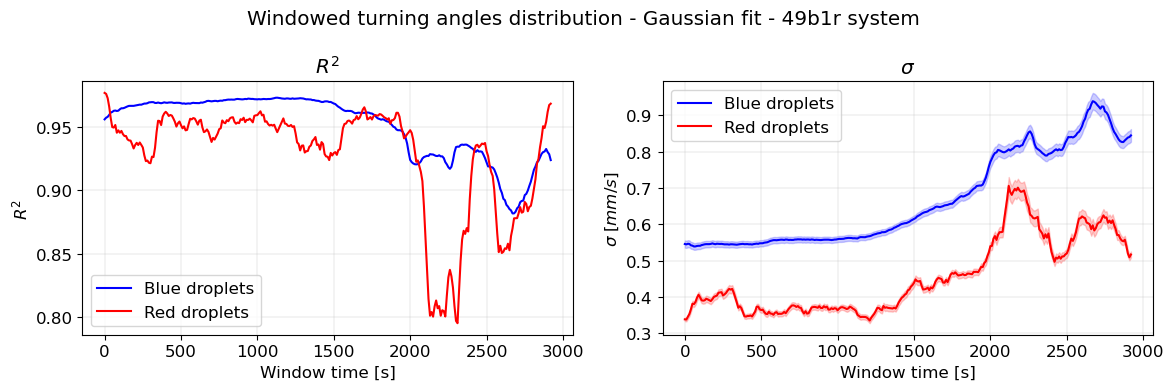 Windowed turning angles distribution - Gaussian fit - 49b1r system
R²
R²
0.95
0.90
0.85
0.80
Blue droplets
Red droplets
0 500 1000 1500 2000 2500 3000
Window time [s]
σ
σ [mm/s]
0.9
0.8
0.7
0.6
0.5
0.4
0.3
Blue droplets
Red droplets
0 500 1000 1500 2000 2500 3000
Window time [s]